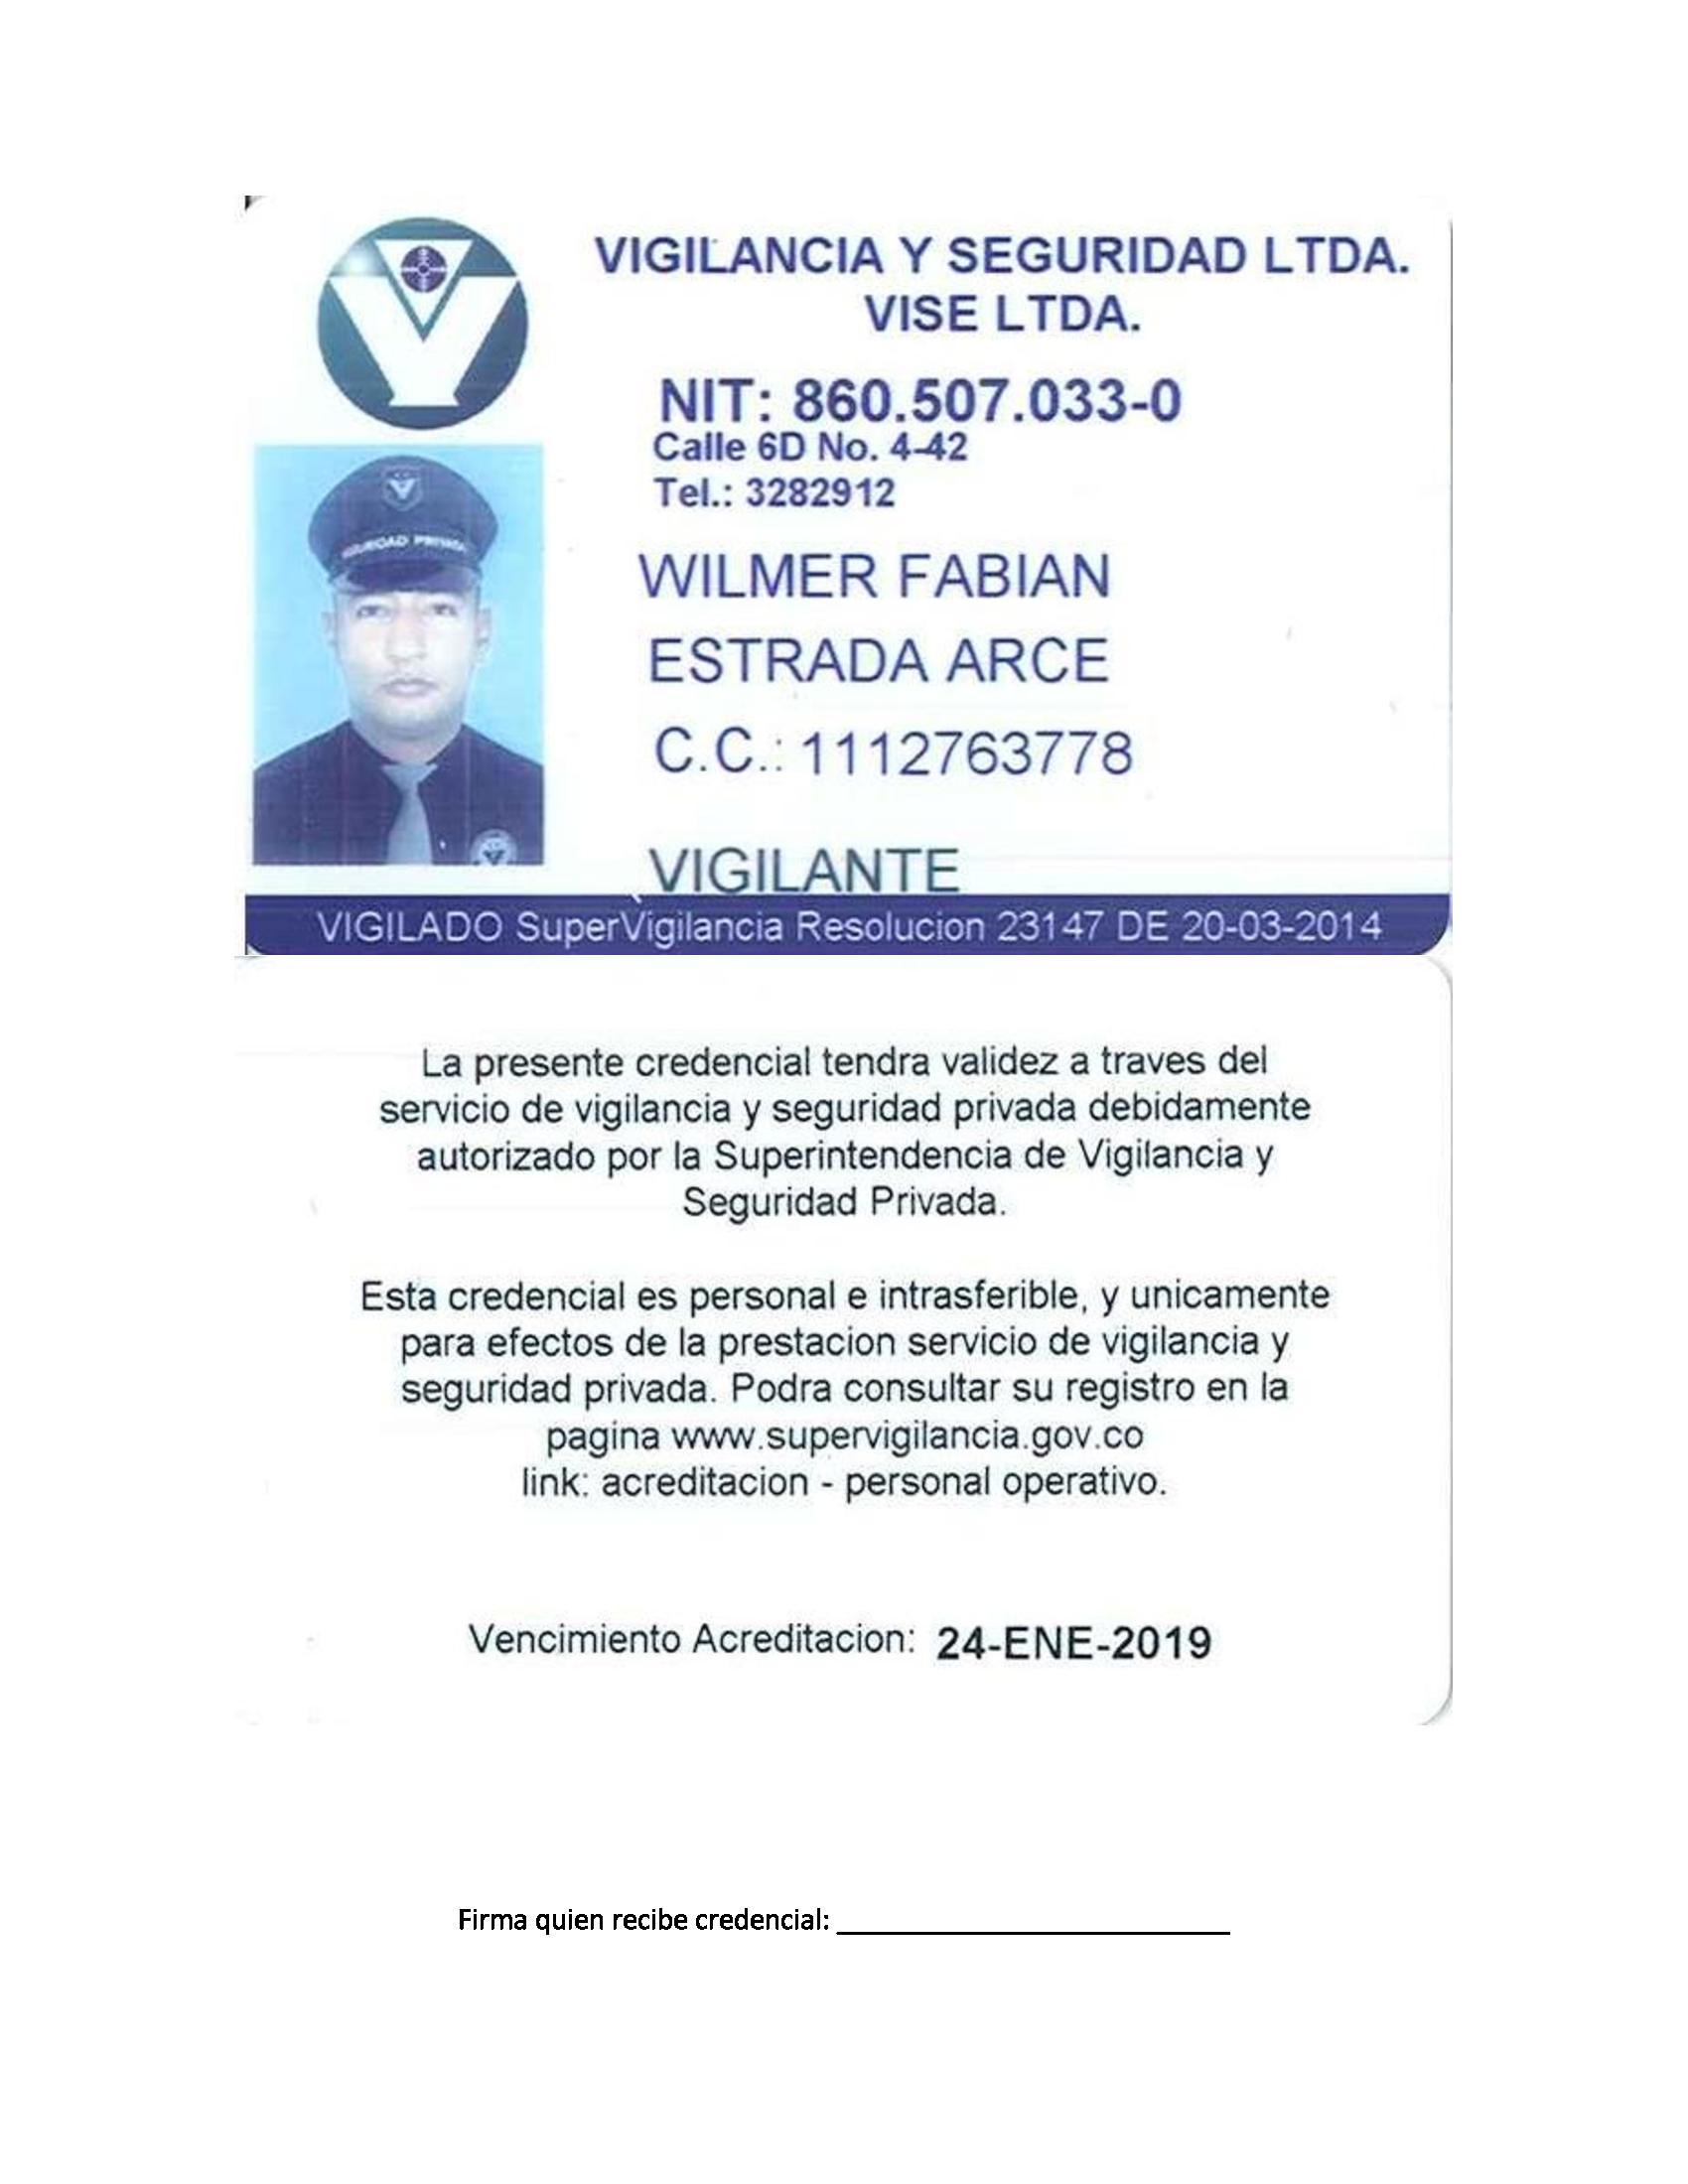 VIGILANCIA Y SEGURIDAD LTDA.
VISE LTDA.
NIT: 860.507.033-0
Calle 6D No. 4-42
Tel.: 3282912
SEGURIDAD PRIVADA
WILMER FABIAN
ESTRADA ARCE
C.C.: 1112763778
VIGILANTE
VIGILADO SuperVigilancia Resolucion 23147 DE 20-03-2014
La presente credencial tendra validez a traves del
servicio de vigilancia y seguridad privada debidamente
autorizado por la Superintendencia de Vigilancia y
Seguridad Privada.
Esta credencial es personal e intrasferible, y unicamente
para efectos de la prestacion servicio de vigilancia y
seguridad privada. Podra consultar su registro en la
pagina www.supervigilancia.gov.co
link: acreditacion - personal operativo.
Vencimiento Acreditacion: 24-ENE-2019
Firma quien recibe credencial: ____________________